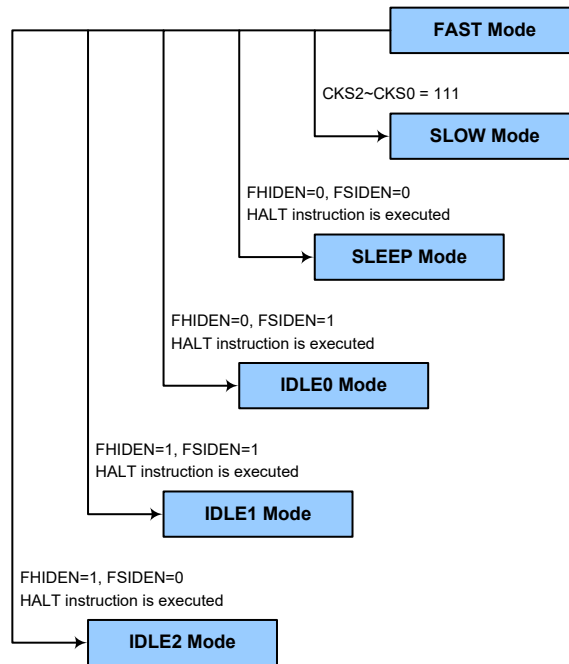 FAST Mode
CKS2~CKS0 = 111
SLOW Mode
FHIDEN=0, FSIDEN=0
HALT instruction is executed
SLEEP Mode
FHIDEN=0, FSIDEN=1
HALT instruction is executed
IDLE0 Mode
FHIDEN=1, FSIDEN=1
HALT instruction is executed
IDLE1 Mode
FHIDEN=1, FSIDEN=0
HALT instruction is executed
IDLE2 Mode